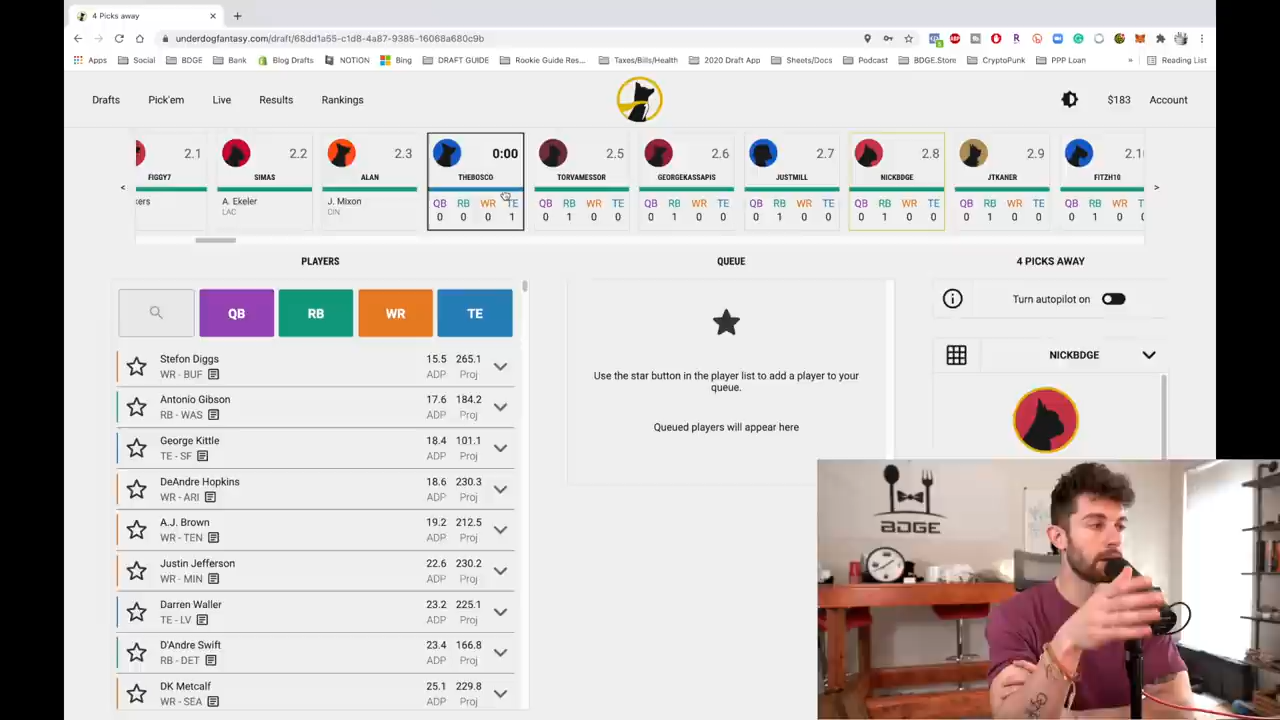 4 Picks away
underdogfantasy.com/draft/68dd1a55-c1d8-4a87-9385-16068a680c9b
Apps Social BDGE Bank Blog Drafts NOTION Bing DRAFT GUIDE Rookie Guide Res... Taxes/Bills/Health 2020 Draft App Sheets/Docs Podcast BDGE.Store CryptoPunk PPP Loan » Reading List
Drafts Pick'em Live Results Rankings $183 Account
2.1 2.2 2.3 0:00 2.5 2.6 2.7 2.8 2.9 2.1
FIGGY7 SIMAS ALAN THEBOSCO TORVAMESSOR GEORGEKASSAPIS JUSTMILL NICKBDGE JTKANER FITZH10
kers A. Ekeler J. Mixon QB RB WR TE QB RB WR TE QB RB WR TE QB RB WR TE QB RB WR TE QB RB WR TE QB RB WR T
LAC CIN 0 0 0 1 0 1 0 0 0 1 0 0 0 1 0 0 0 1 0 0 0 1 0 0 0 1 0
PLAYERS QUEUE 4 PICKS AWAY
QB RB WR TE
Turn autopilot on
NICKBDGE
Use the star button in the player list to add a player to your
queue.
Queued players will appear here
Stefon Diggs 15.5 265.1
WR - BUF ADP Proj
Antonio Gibson 17.6 184.2
RB - WAS ADP Proj
George Kittle 18.4 101.1
TE - SF ADP Proj
DeAndre Hopkins 18.6 230.3
WR - ARI ADP Proj
A.J. Brown 19.2 212.5
WR - TEN ADP Proj
Justin Jefferson 22.6 230.2
WR - MIN ADP Proj
Darren Waller 23.2 225.1
TE - LV ADP Proj
D'Andre Swift 23.4 166.8
RB - DET ADP Proj
DK Metcalf 25.1 229.8
WR - SEA ADP Proj
BDGE